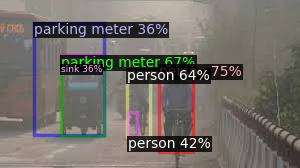 parking meter 36%
parking meter 67%
sink 36%
75%
person 64%
person 42%